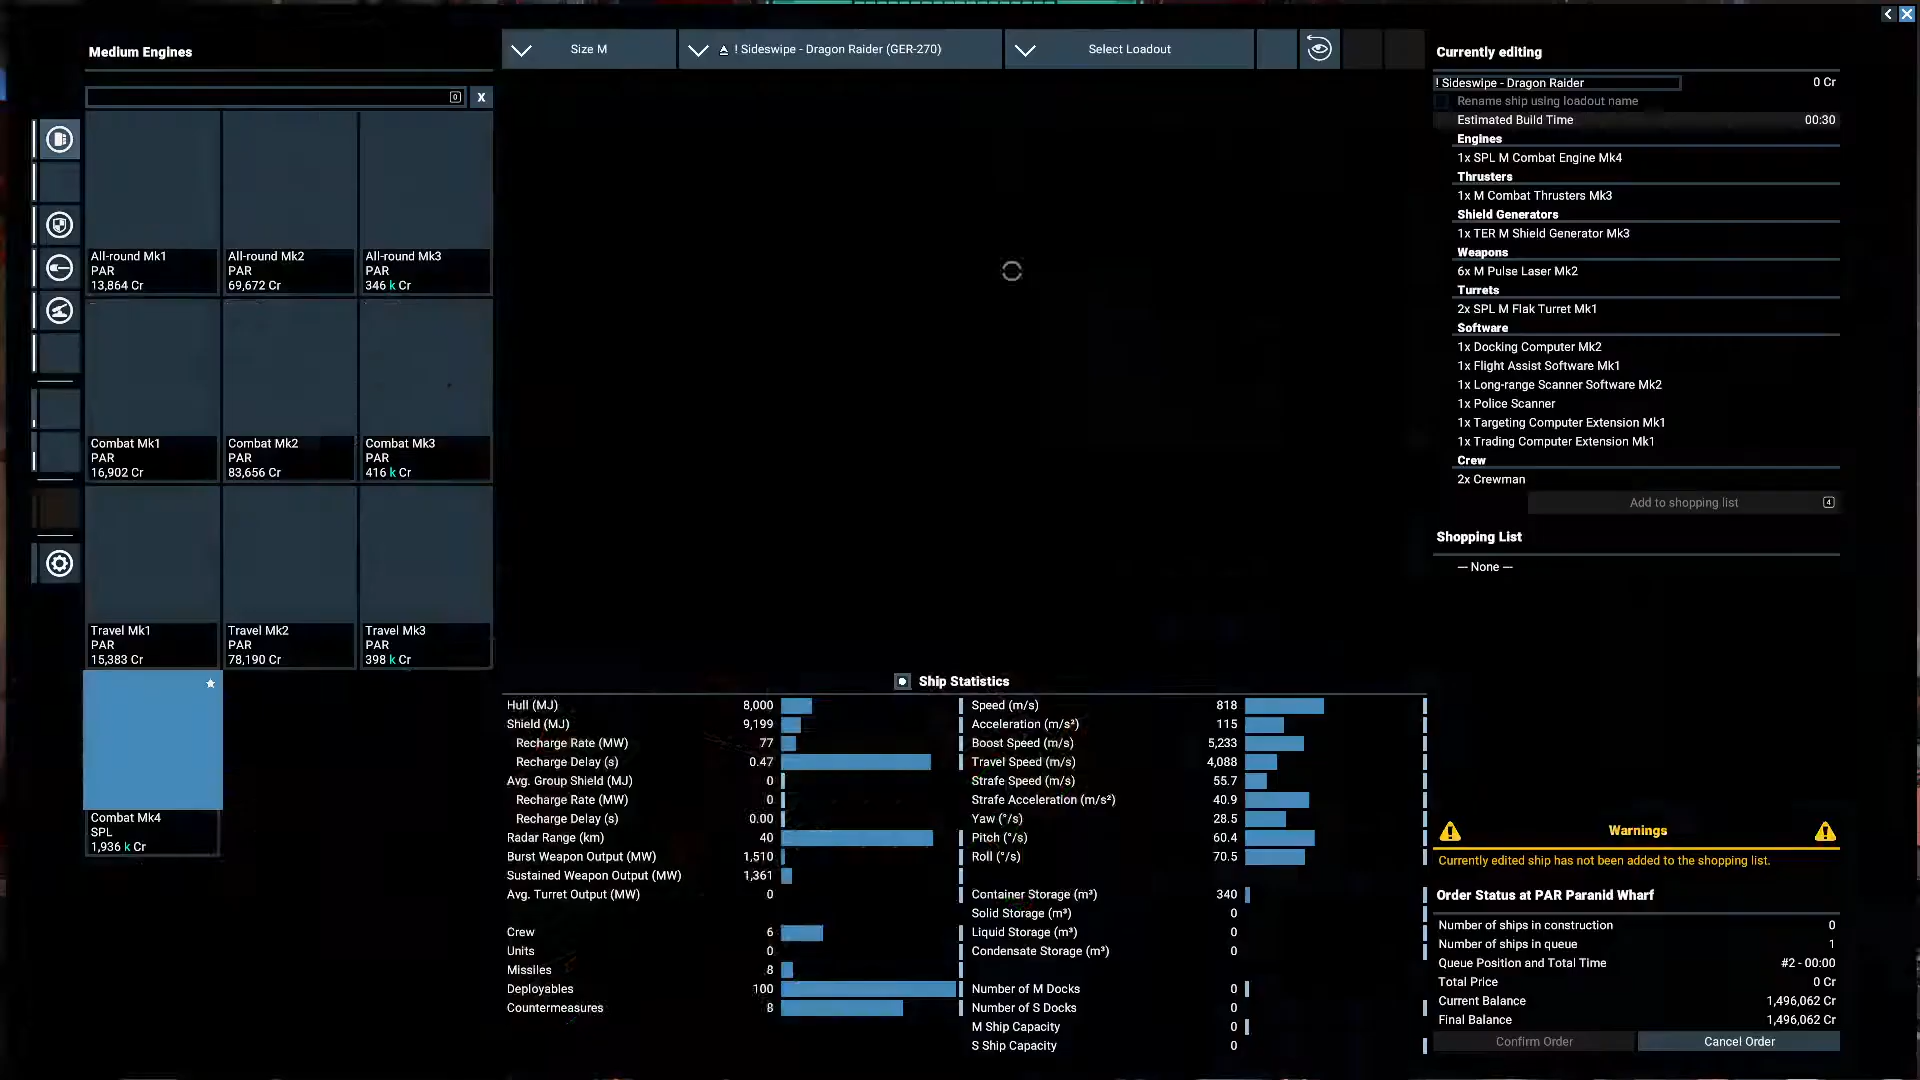 Medium Engines
Size M
! Sideswipe - Dragon Raider (GER-270)
Select Loadout
0
X
All-round Mk1
PAR
13,864 Cr
All-round Mk2
PAR
69,672 Cr
All-round Mk3
PAR
346 k Cr
Combat Mk1
PAR
16,902 Cr
Combat Mk2
PAR
83,656 Cr
Combat Mk3
PAR
416 k Cr
Travel Mk1
PAR
15,383 Cr
Travel Mk2
PAR
78,190 Cr
Travel Mk3
PAR
398 k Cr
Combat Mk4
SPL
1,936 k Cr
Ship Statistics
Hull (MJ) 8,000
Shield (MJ) 9,199
Recharge Rate (MW) 77
Recharge Delay (s) 0.47
Avg. Group Shield (MJ) 0
Recharge Rate (MW) 0
Recharge Delay (s) 0.00
Radar Range (km) 40
Burst Weapon Output (MW) 1,510
Sustained Weapon Output (MW) 1,361
Avg. Turret Output (MW) 0
Crew 6
Units 0
Missiles 8
Deployables 100
Countermeasures 8
Speed (m/s) 818
Acceleration (m/s²) 115
Boost Speed (m/s) 5,233
Travel Speed (m/s) 4,088
Strafe Speed (m/s) 55.7
Strafe Acceleration (m/s²) 40.9
Yaw (°/s) 28.5
Pitch (°/s) 60.4
Roll (°/s) 70.5
Container Storage (m³) 340
Solid Storage (m³) 0
Liquid Storage (m³) 0
Condensate Storage (m³) 0
Number of M Docks 0
Number of S Docks 0
M Ship Capacity 0
S Ship Capacity 0
Currently editing
! Sideswipe - Dragon Raider 0 Cr
Rename ship using loadout name
Estimated Build Time 00:30
Engines
1x SPL M Combat Engine Mk4
Thrusters
1x M Combat Thrusters Mk3
Shield Generators
1x TER M Shield Generator Mk3
Weapons
6x M Pulse Laser Mk2
Turrets
2x SPL M Flak Turret Mk1
Software
1x Docking Computer Mk2
1x Flight Assist Software Mk1
1x Long-range Scanner Software Mk2
1x Police Scanner
1x Targeting Computer Extension Mk1
1x Trading Computer Extension Mk1
Crew
2x Crewman
Add to shopping list 4
Shopping List
— None —
Warnings
Currently edited ship has not been added to the shopping list.
Order Status at PAR Paranid Wharf
Number of ships in construction 0
Number of ships in queue 1
Queue Position and Total Time #2 - 00:00
Total Price 0 Cr
Current Balance 1,496,062 Cr
Final Balance 1,496,062 Cr
Confirm Order
Cancel Order